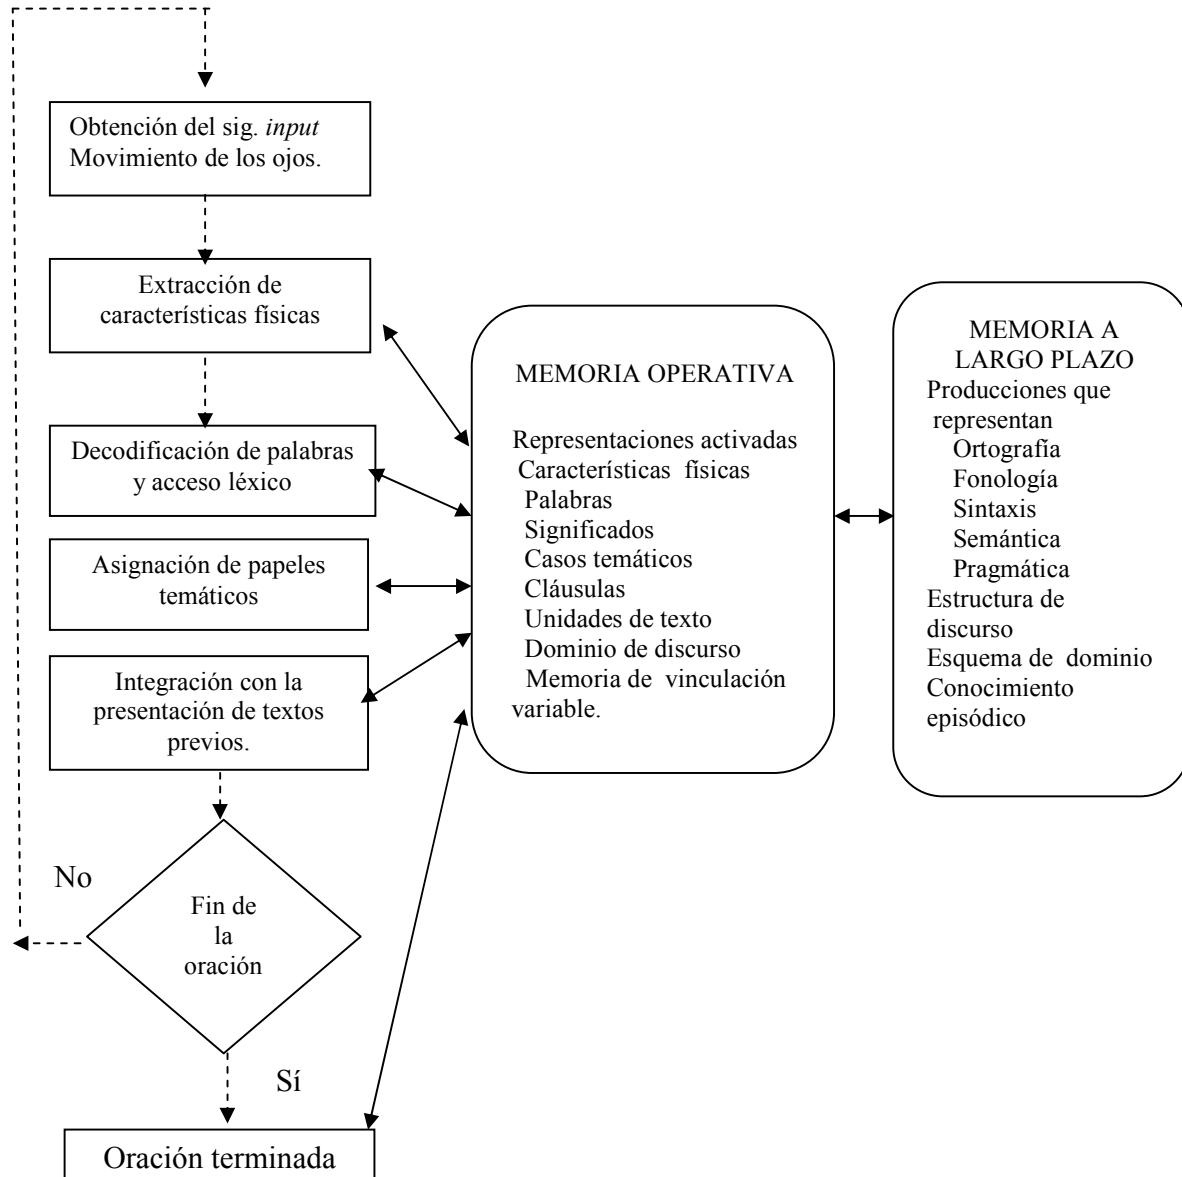 Obtención del sig. input
Movimiento de los ojos.
Extracción de
características físicas
Decodificación de palabras
y acceso léxico
Asignación de papeles
temáticos
Integración con la
presentación de textos
previos.
No
Fin de
la
oración
Sí
Oración terminada
MEMORIA OPERATIVA
Representaciones activadas
Características físicas
Palabras
Significados
Casos temáticos
Cláusulas
Unidades de texto
Dominio de discurso
Memoria de vinculación
variable.
MEMORIA A
LARGO PLAZO
Producciones que
representan
Ortografía
Fonología
Sintaxis
Semántica
Pragmática
Estructura de
discurso
Esquema de dominio
Conocimiento
episódico